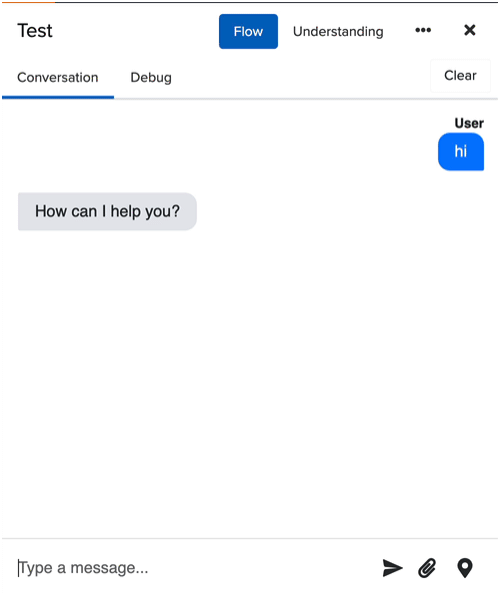 Test
Flow
Understanding
Conversation
Debug
Clear
User
hi
How can I help you?
Type a message...